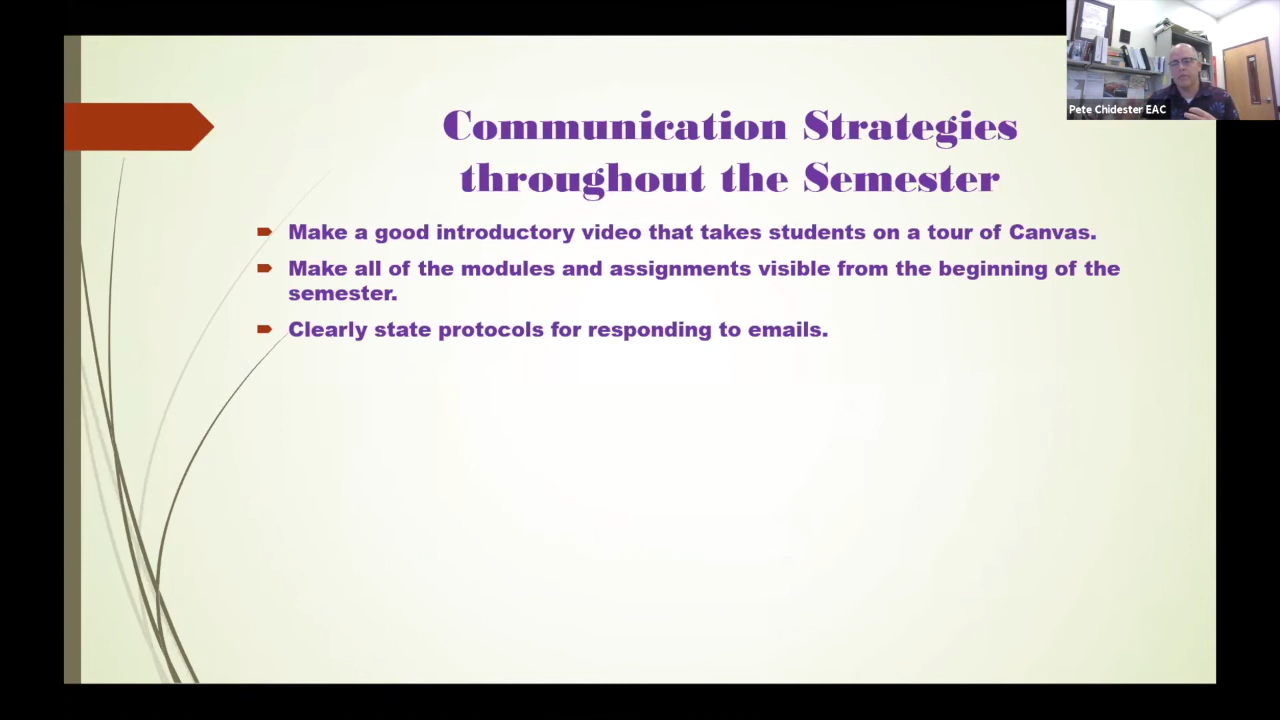 Pete Chidester EAC
Communication Strategies
throughout the Semester
Make a good introductory video that takes students on a tour of Canvas.
Make all of the modules and assignments visible from the beginning of the
semester.
Clearly state protocols for responding to emails.